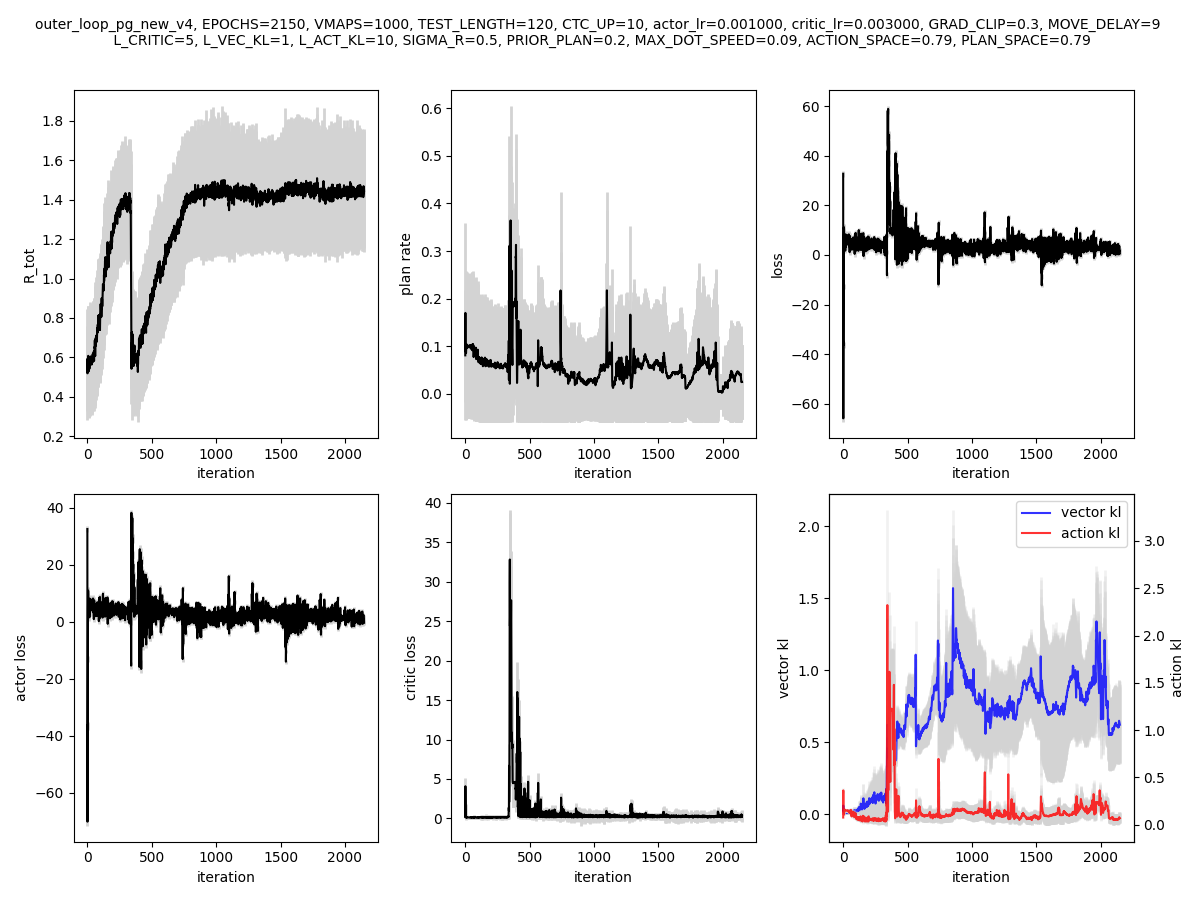 outer_loop_pg_new_v4, EPOCHS=2150, VMAPS=1000, TEST_LENGTH=120, CTC_UP=10, actor_lr=0.001000, critic_lr=0.003000, GRAD_CLIP=0.3, MOVE_DELAY=9
L_CRITIC=5, L_VEC_KL=1, L_ACT_KL=10, SIGMA_R=0.5, PRIOR_PLAN=0.2, MAX_DOT_SPEED=0.09, ACTION_SPACE=0.79, PLAN_SPACE=0.79
R_tot
1.8
1.6
1.4
1.2
1.0
0.8
0.6
0.4
0.2
0 500 1000 1500 2000
iteration
plan rate
0.6
0.5
0.4
0.3
0.2
0.1
0.0
0 500 1000 1500 2000
iteration
loss
60
40
20
0
−20
−40
−60
0 500 1000 1500 2000
iteration
actor loss
40
20
0
−20
−40
−60
0 500 1000 1500 2000
iteration
critic loss
40
35
30
25
20
15
10
5
0
0 500 1000 1500 2000
iteration
vector kl
2.0
1.5
1.0
0.5
0.0
0 500 1000 1500 2000
iteration
vector kl
action kl
3.0
2.5
2.0
1.5
1.0
0.5
0.0
action kl